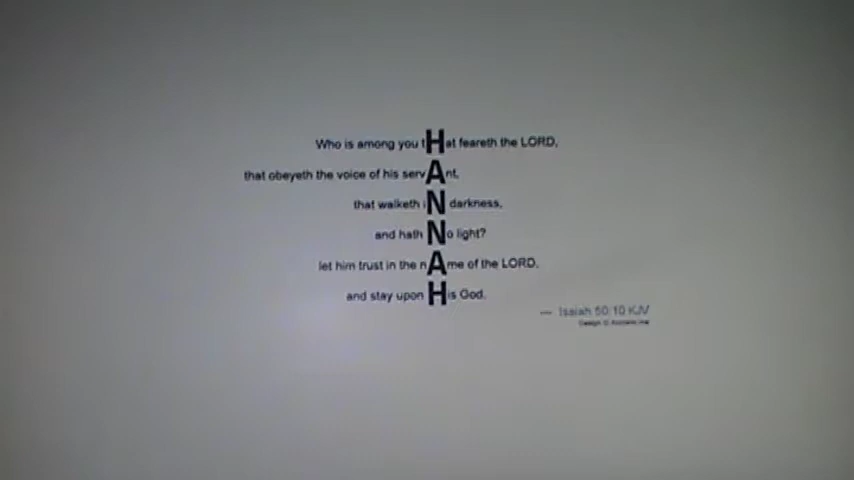 Who is among you tHat feareth the LORD,
that obeyeth the voice of his servAnt,
that walketh iN darkness,
and hath No light?
let him trust in the nAme of the LORD,
and stay upon His God.
— Isaiah 50:10 KJV
Design ©